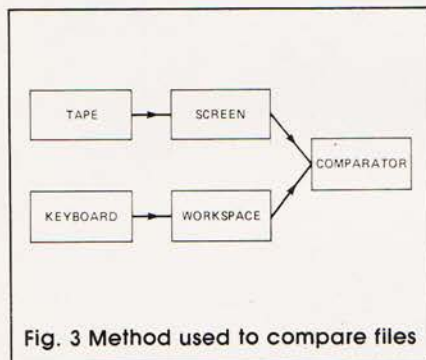 TAPE
SCREEN
COMPARATOR
KEYBOARD
WORKSPACE
Fig. 3 Method used to compare files